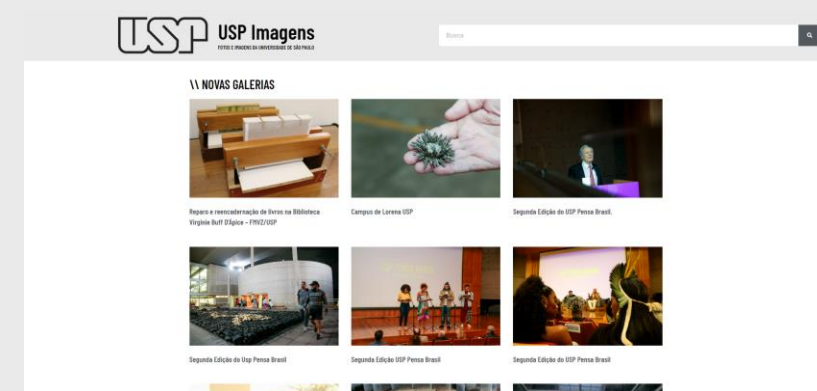 USP
USP Imagens
FOTOS E IMAGENS DA UNIVERSIDADE DE SÃO PAULO
Busca
\\ NOVAS GALERIAS
Reparo e reencadernação de livros na Biblioteca
Virginie Buff D'Ápice - FMVZ/USP
Campus de Lorena USP
Segunda Edição do USP Pensa Brasil.
Segunda Edição do Usp Pensa Brasil
Segunda Edição USP Pensa Brasil
Segunda Edição do USP Pensa Brasil